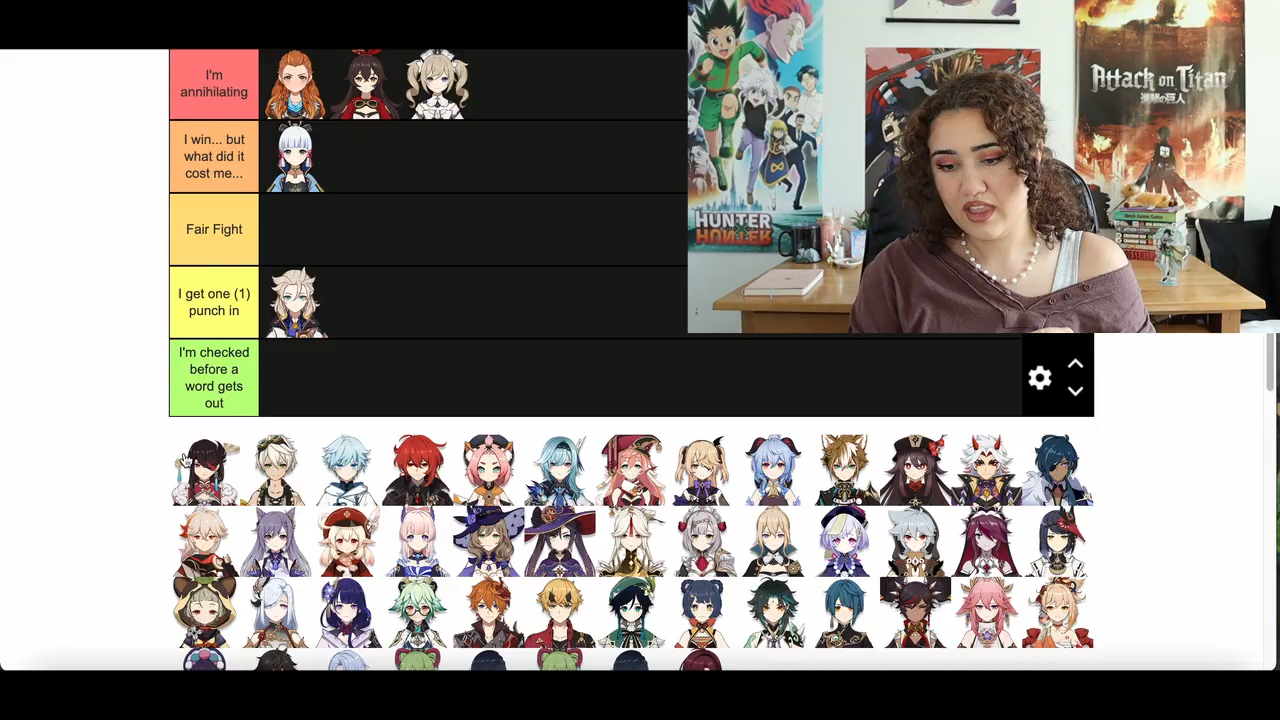 I'm
annihilating
I win... but
what did it
cost me...
Fair Fight
I get one (1)
punch in
I'm checked
before a
word gets
out
HUNTER
HUNTER
Attack on Titan
進撃の巨人